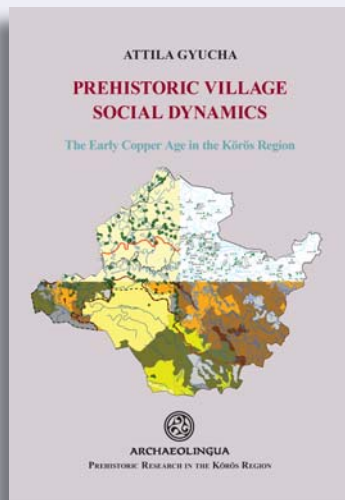 ATTILA GYUCHA
PREHISTORIC VILLAGE
SOCIAL DYNAMICS
The Early Copper Age in the Körös Region
ARCHAEOLINGUA
PREHISTORIC RESEARCH IN THE KÖRÖS REGION